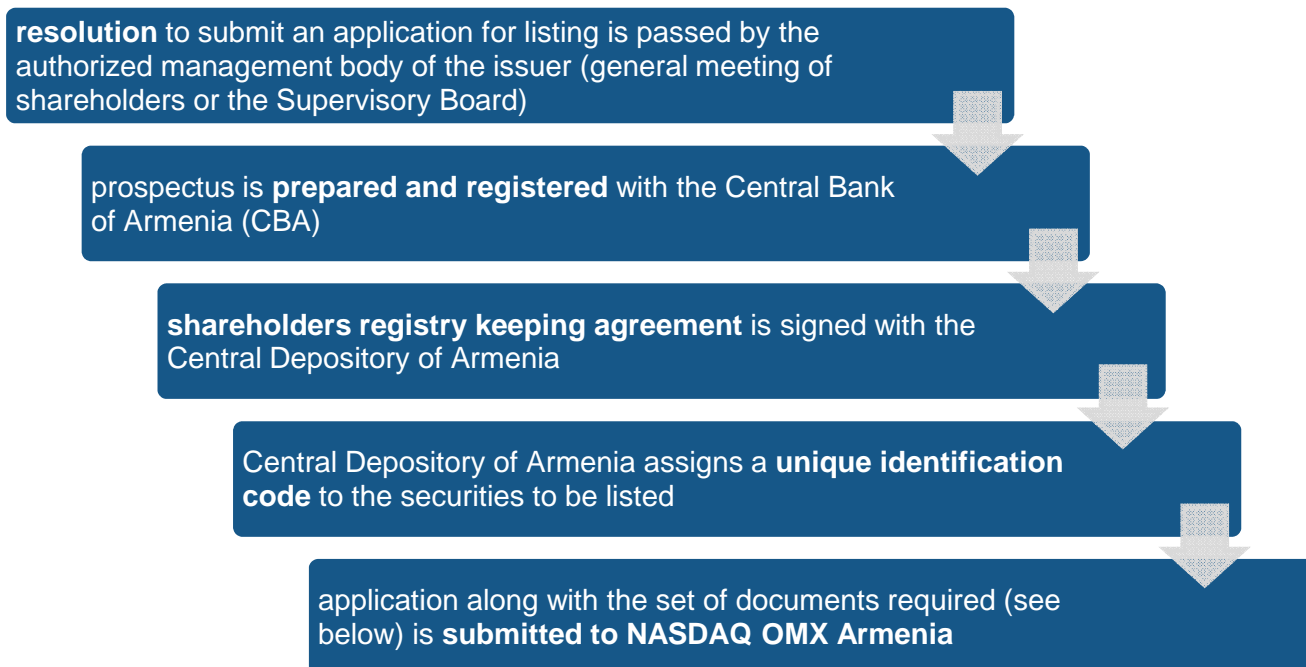 resolution to submit an application for listing is passed by the
authorized management body of the issuer (general meeting of
shareholders or the Supervisory Board)
prospectus is prepared and registered with the Central Bank
of Armenia (CBA)
shareholders registry keeping agreement is signed with the
Central Depository of Armenia
Central Depository of Armenia assigns a unique identification
code to the securities to be listed
application along with the set of documents required (see
below) is submitted to NASDAQ OMX Armenia